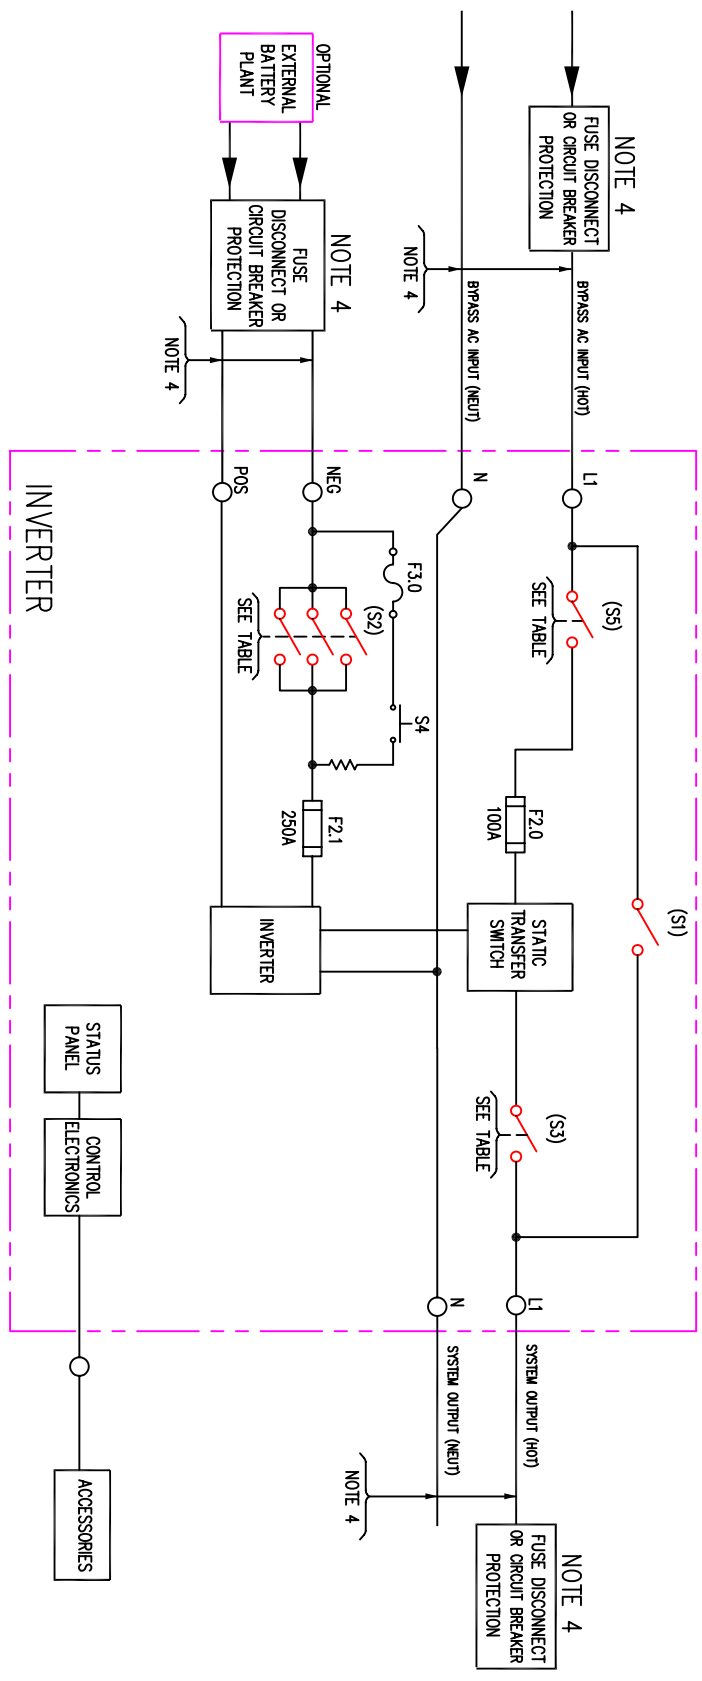 NOTE 4
FUSE DISCONNECT
OR CIRCUIT BREAKER
PROTECTION
BYPASS AC INPUT (HOT)
BYPASS AC INPUT (NEUT)
NOTE 4
OPTIONAL
EXTERNAL
BATTERY
PLANT
NOTE 4
FUSE
DISCONNECT OR
CIRCUIT BREAKER
PROTECTION
NOTE 4
L1
N
NEG
POS
INVERTER
(S1)
(S5)
SEE TABLE
F2.0
100A
STATIC
TRANSFER
SWITCH
(S3)
SEE TABLE
F3.0
S4
(S2)
SEE TABLE
F2.1
250A
INVERTER
STATUS
PANEL
CONTROL
ELECTRONICS
L1
N
SYSTEM OUTPUT (HOT)
SYSTEM OUTPUT (NEUT)
NOTE 4
NOTE 4
FUSE DISCONNECT
OR CIRCUIT BREAKER
PROTECTION
ACCESSORIES